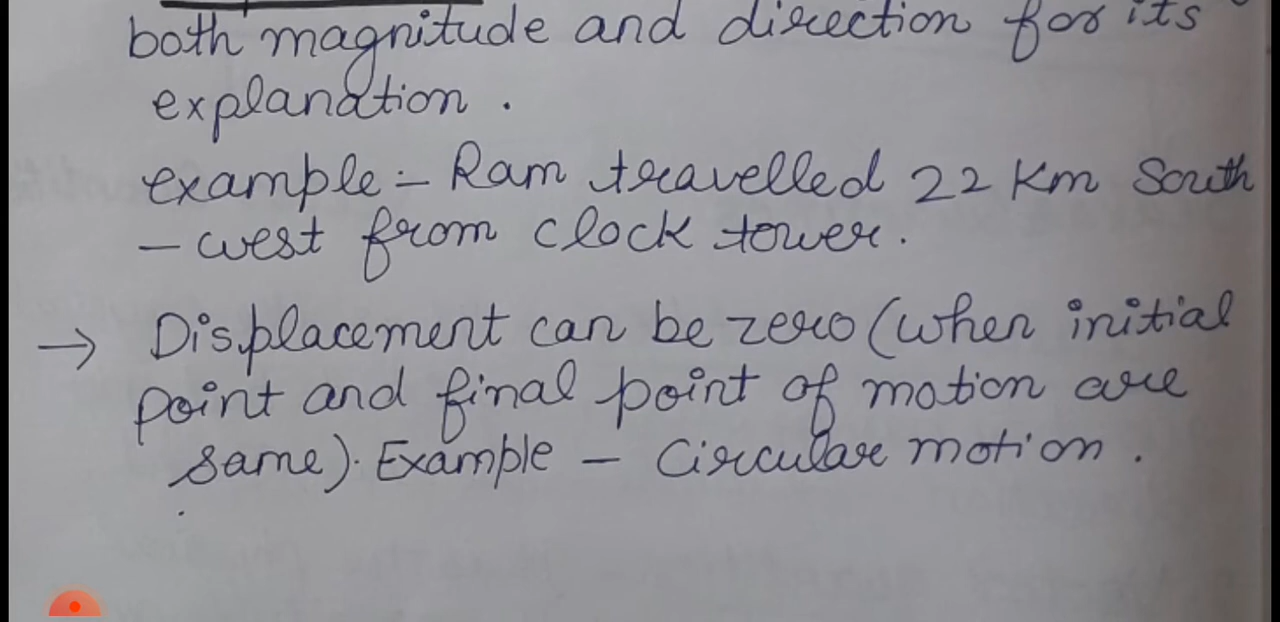 both magnitude and direction for its
explanation .
example :- Ram travelled 22 Km South
- west from clock tower.
→ Displacement can be zero (when initial
point and final point of motion are
same). Example - Circular motion .